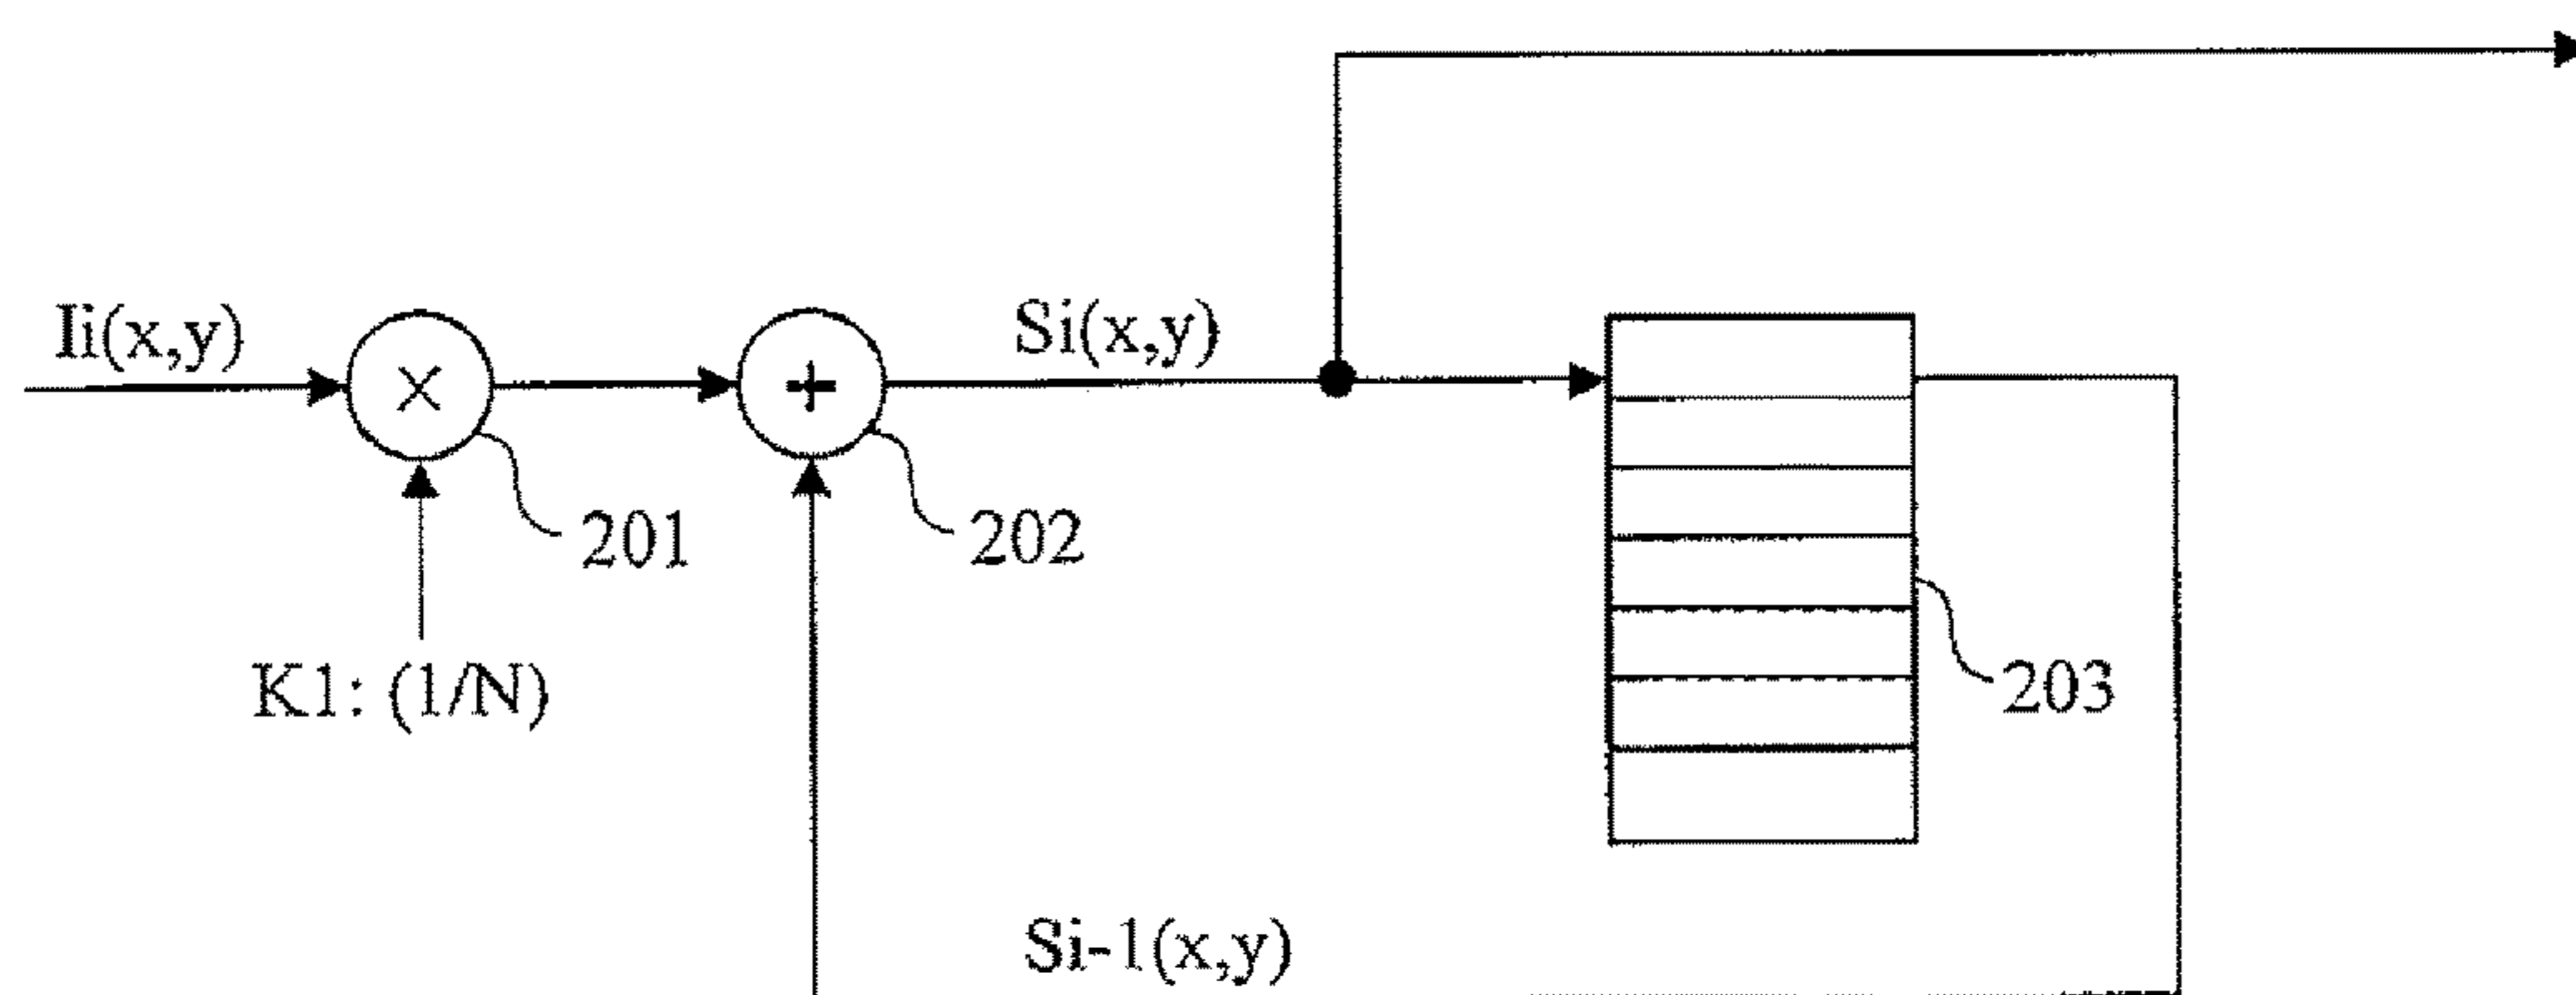 Ii(x,y)
Si(x,y)
×
+
201
202
K1: (1/N)
203
Si-1(x,y)